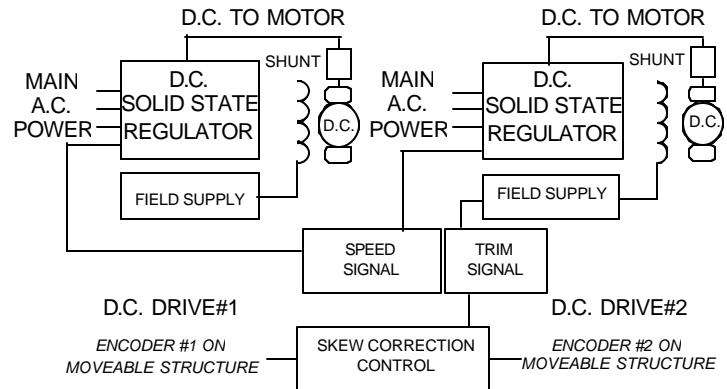 D.C. TO MOTOR
D.C. TO MOTOR
SHUNT
MAIN
A.C.
POWER
D.C.
SOLID STATE
REGULATOR
D.C.
FIELD SUPPLY
SHUNT
MAIN
A.C.
POWER
D.C.
SOLID STATE
REGULATOR
D.C.
FIELD SUPPLY
SPEED
SIGNAL
TRIM
SIGNAL
D.C. DRIVE#1
D.C. DRIVE#2
ENCODER #1 ON
MOVEABLE STRUCTURE
SKEW CORRECTION
CONTROL
ENCODER #2 ON
MOVEABLE STRUCTURE